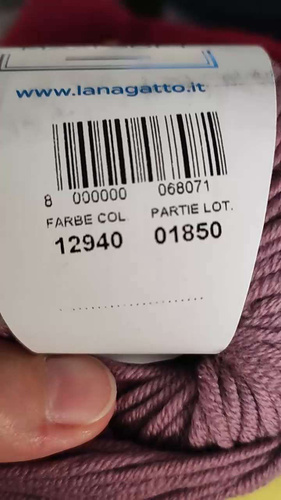 www.lanagatto.it
8 000000 068071
FARBE COL. PARTIE LOT.
12940 01850